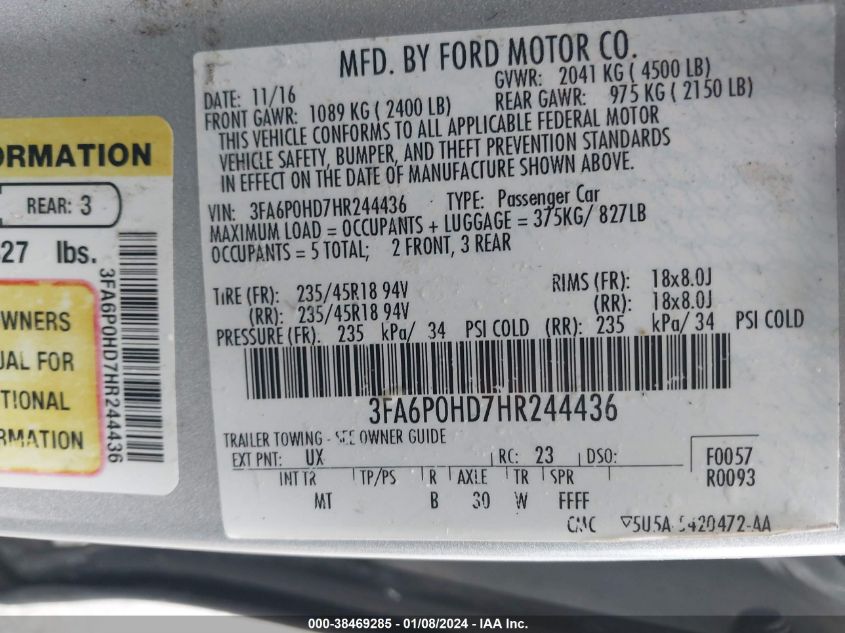 MFD. BY FORD MOTOR CO.
DATE: 11/16
GVWR: 2041 KG ( 4500 LB)
FRONT GAWR: 1089 KG ( 2400 LB)
REAR GAWR: 975 KG ( 2150 LB)
THIS VEHICLE CONFORMS TO ALL APPLICABLE FEDERAL MOTOR
VEHICLE SAFETY, BUMPER, AND THEFT PREVENTION STANDARDS
IN EFFECT ON THE DATE OF MANUFACTURE SHOWN ABOVE.
VIN: 3FA6P0HD7HR244436 TYPE: Passenger Car
MAXIMUM LOAD = OCCUPANTS + LUGGAGE = 375KG/ 827LB
OCCUPANTS = 5 TOTAL; 2 FRONT, 3 REAR
TIRE (FR): 235/45R18 94V RIMS (FR): 18x8.0J
(RR): 235/45R18 94V (RR): 18x8.0J
PRESSURE (FR): 235 kPa/ 34 PSI COLD (RR): 235 kPa/ 34 PSI COLD
3FA6P0HD7HR244436
TRAILER TOWING - SEE OWNER GUIDE
EXT PNT: UX RC: 23 DSO:
F0057
R0093
INT TR TP/PS R AXLE TR SPR
MT B 30 W FFFF
CMC 5U5A-5420472-AA
ORMATION
REAR: 3
27 lbs.
3FA6P0HD7HR244436
WNERS
UAL FOR
TIONAL
RMATION
000-38469285 - 01/08/2024 - IAA Inc.